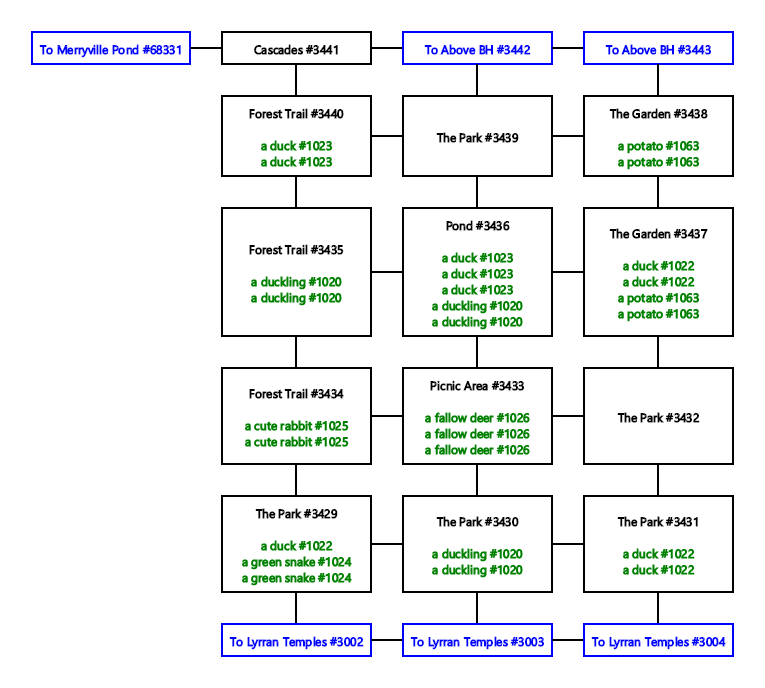 To Merryville Pond #68331
Cascades #3441
To Above BH #3442
To Above BH #3443
Forest Trail #3440
a duck #1023
a duck #1023
The Park #3439
The Garden #3438
a potato #1063
a potato #1063
Forest Trail #3435
a duckling #1020
a duckling #1020
Pond #3436
a duck #1023
a duck #1023
a duck #1023
a duckling #1020
a duckling #1020
The Garden #3437
a duck #1022
a duck #1022
a potato #1063
a potato #1063
Forest Trail #3434
a cute rabbit #1025
a cute rabbit #1025
Picnic Area #3433
a fallow deer #1026
a fallow deer #1026
a fallow deer #1026
The Park #3432
The Park #3429
a duck #1022
a green snake #1024
a green snake #1024
The Park #3430
a duckling #1020
a duckling #1020
The Park #3431
a duck #1022
a duck #1022
To Lyrran Temples #3002
To Lyrran Temples #3003
To Lyrran Temples #3004